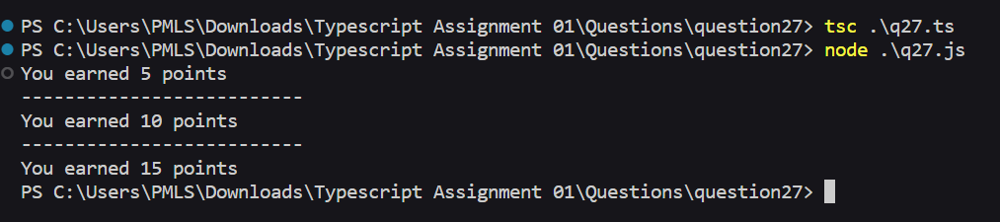 PS C:\Users\PMLS\Downloads\Typescript Assignment 01\Questions\question27> tsc .\q27.ts
PS C:\Users\PMLS\Downloads\Typescript Assignment 01\Questions\question27> node .\q27.js
You earned 5 points
--------------------------
You earned 10 points
--------------------------
You earned 15 points
PS C:\Users\PMLS\Downloads\Typescript Assignment 01\Questions\question27>